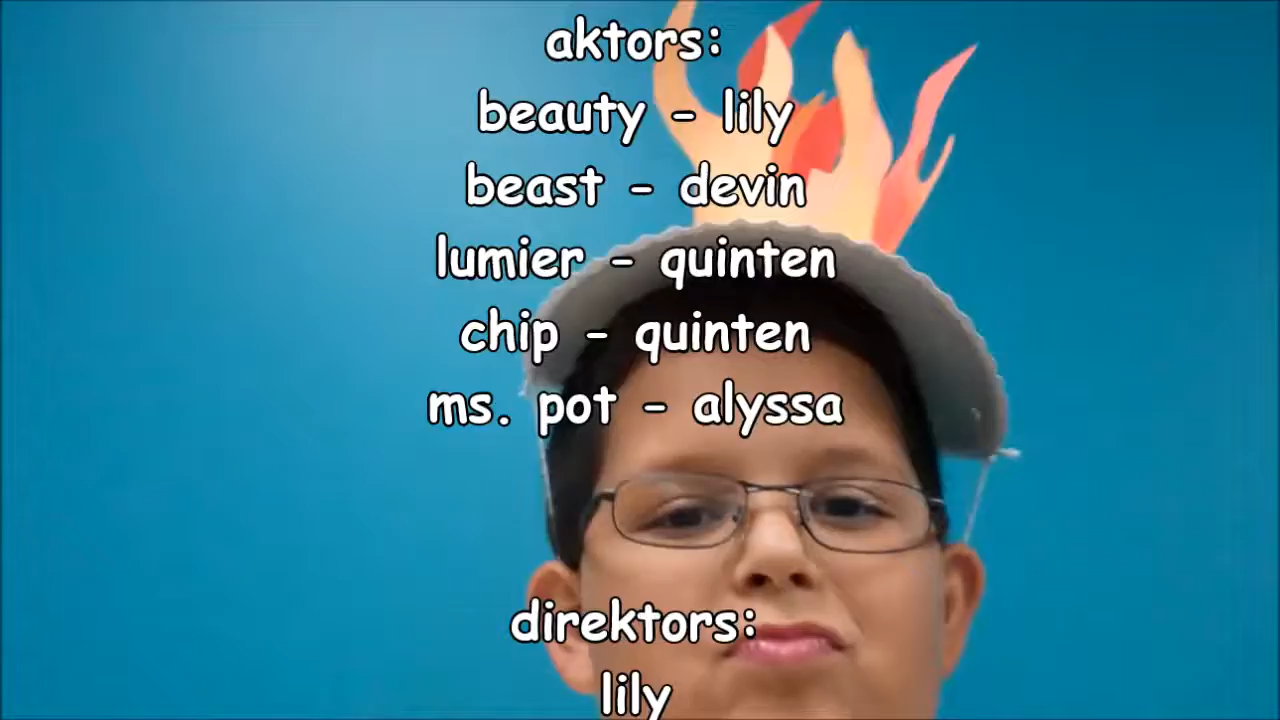 aktors:
beauty - lily
beast - devin
lumier - quinten
chip - quinten
ms. pot - alyssa
direktors:
lily